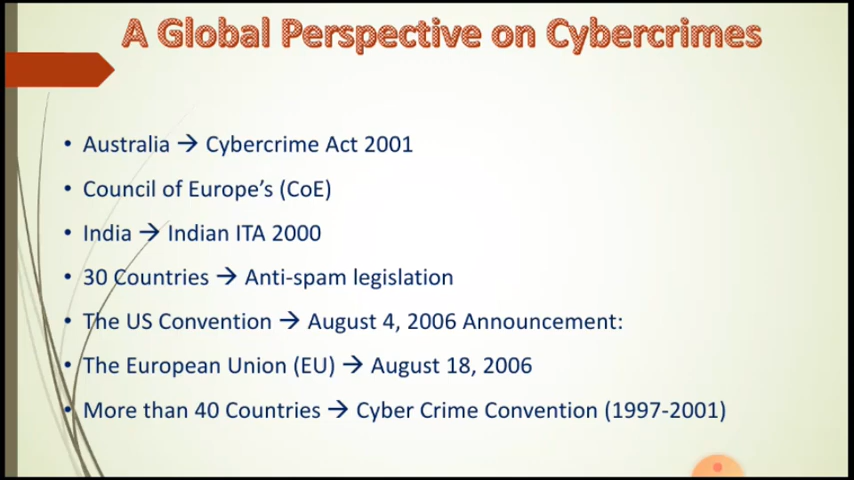 A Global Perspective on Cybercrimes
• Australia → Cybercrime Act 2001
• Council of Europe's (CoE)
• India → Indian ITA 2000
• 30 Countries → Anti-spam legislation
• The US Convention → August 4, 2006 Announcement:
• The European Union (EU) → August 18, 2006
• More than 40 Countries → Cyber Crime Convention (1997-2001)